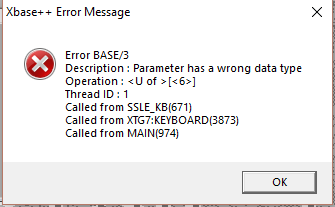 Xbase++ Error Message
Error BASE/3
Description : Parameter has a wrong data type
Operation : <U of >[<6>]
Thread ID : 1
Called from SSLE_KB(671)
Called from XTG7:KEYBOARD(3873)
Called from MAIN(974)
OK